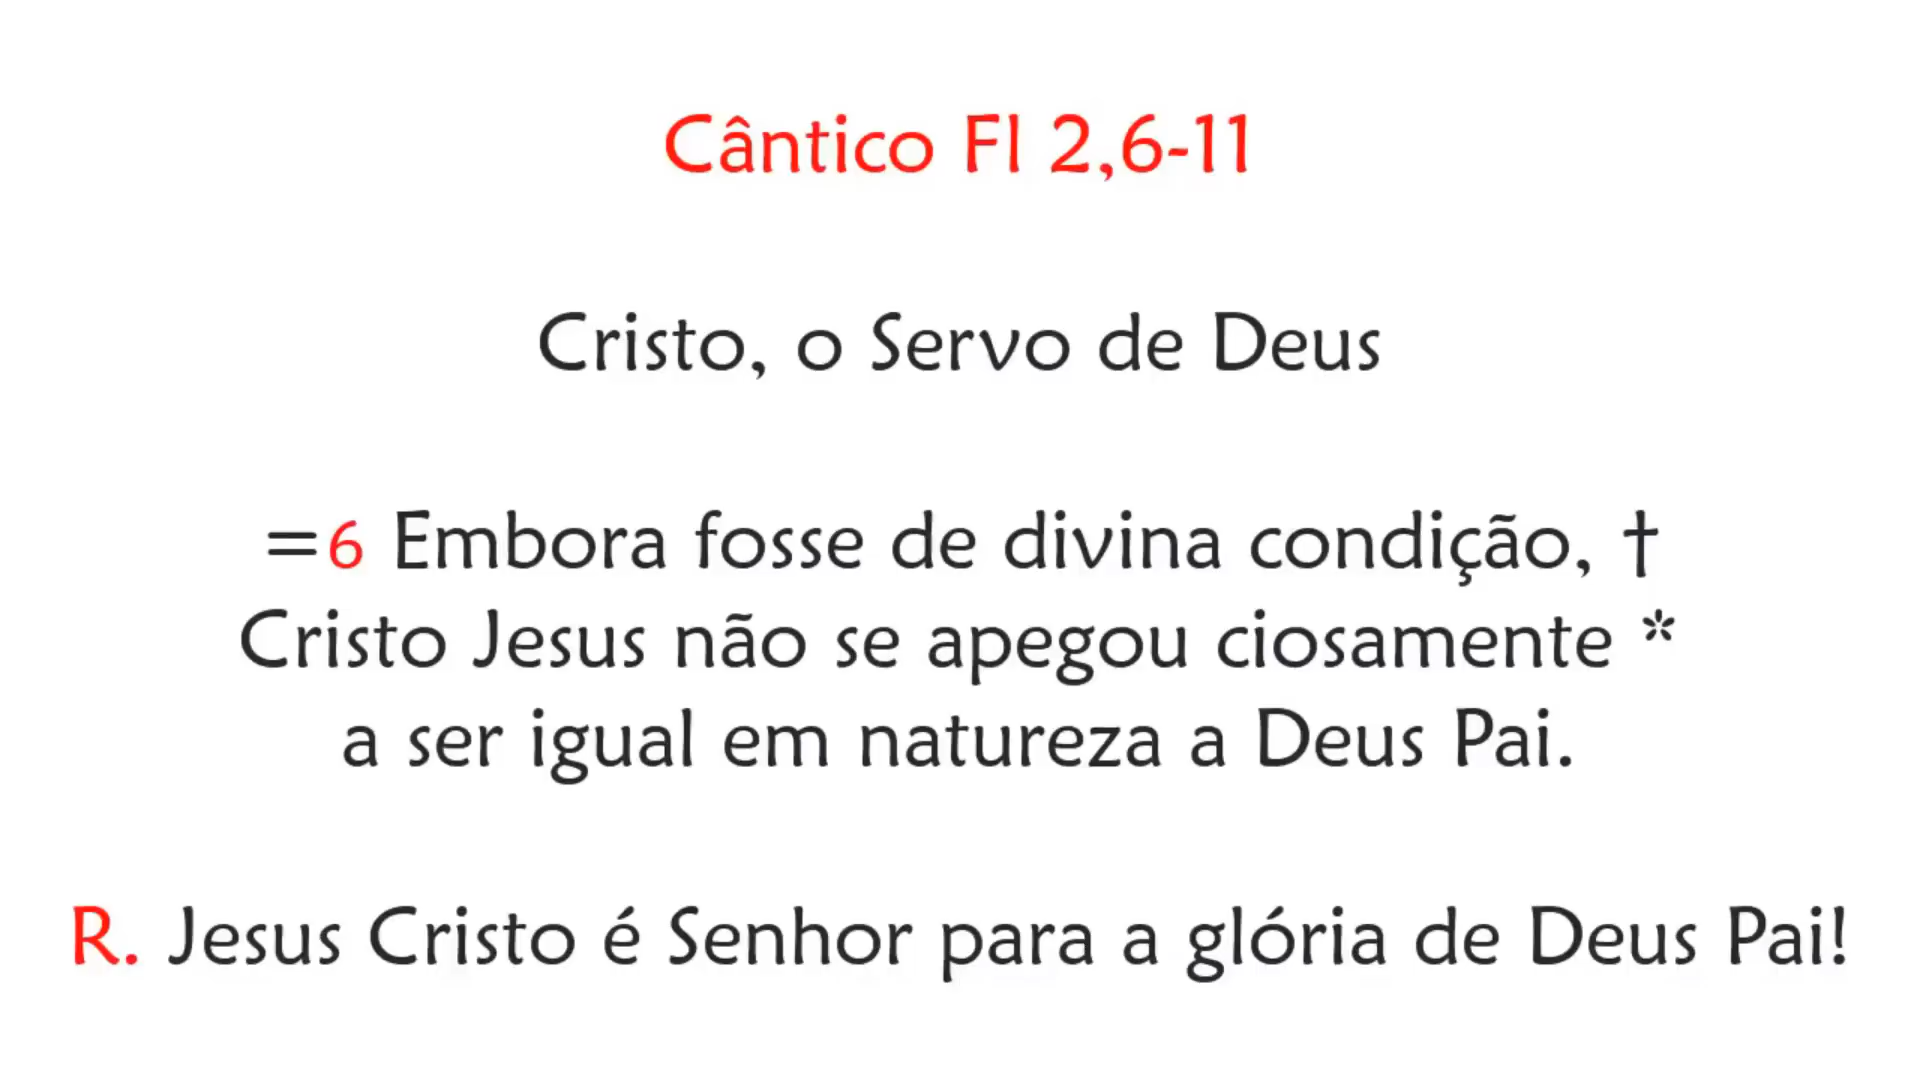 Cântico Fl 2,6-11
Cristo, o Servo de Deus
=6 Embora fosse de divina condição, †
Cristo Jesus não se apegou ciosamente *
a ser igual em natureza a Deus Pai.
R. Jesus Cristo é Senhor para a glória de Deus Pai!